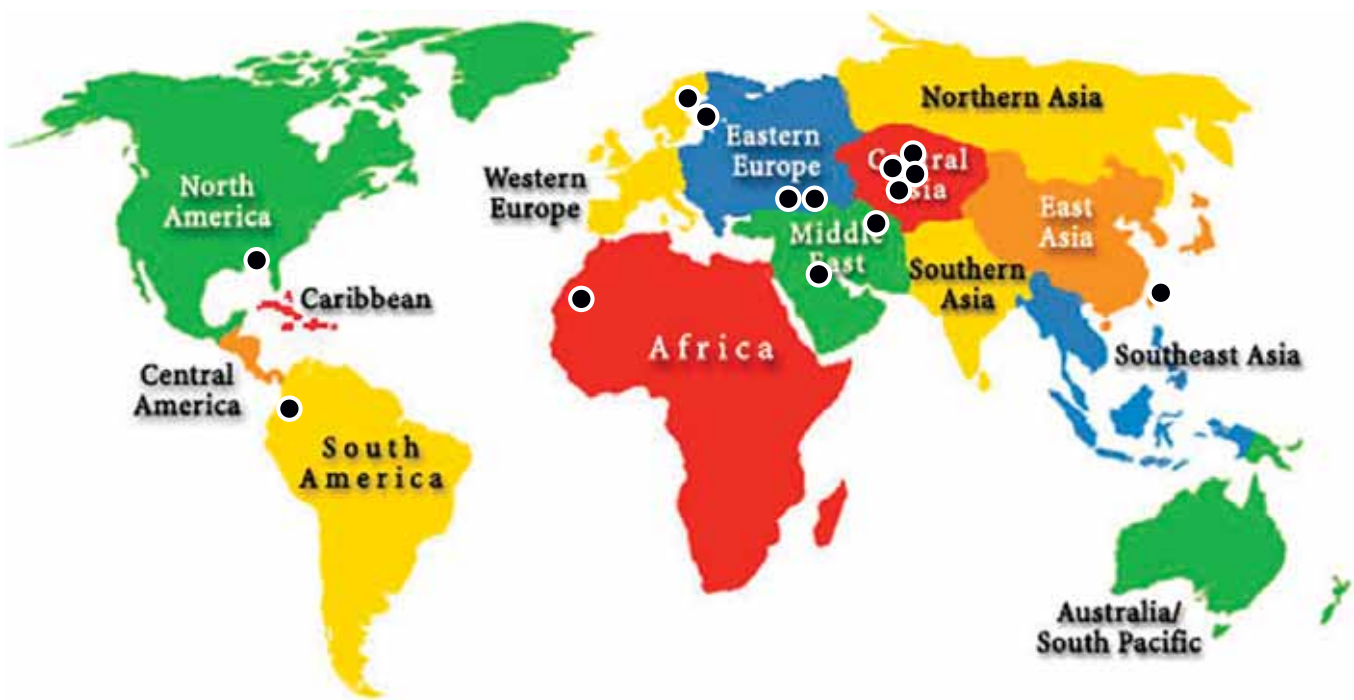 Northern Asia
Eastern
Europe
North
America
Western
Europe
East
Asia
Southern
Asia
Caribbean
Africa
Southeast Asia
Central
America
South
America
Australia/
South Pacific